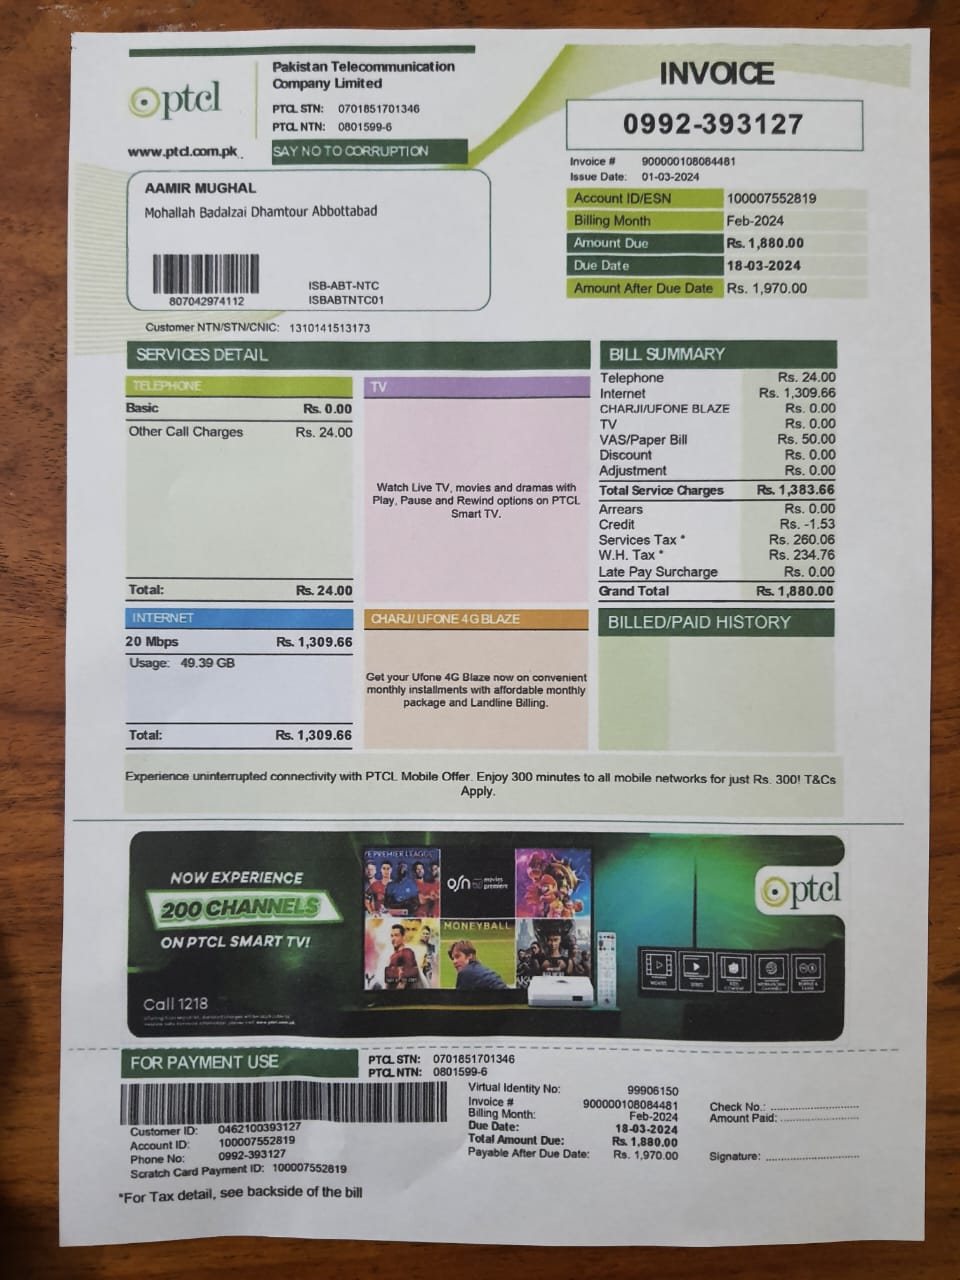 ptcl
www.ptcl.com.pk
Pakistan Telecommunication
Company Limited
PTCL STN: 0701851701346
PTCL NTN: 0801599-6
SAY NO TO CORRUPTION
INVOICE
0992-393127
Invoice # 900000108084481
Issue Date: 01-03-2024
Account ID/ESN 100007552819
Billing Month Feb-2024
Amount Due Rs. 1,880.00
Due Date 18-03-2024
Amount After Due Date Rs. 1,970.00
AAMIR MUGHAL
Mohallah Badalzai Dhamtour Abbottabad
807042974112
ISB-ABT-NTC
ISBABTNTC01
Customer NTN/STN/CNIC: 1310141513173
SERVICES DETAIL
TELEPHONE
Basic Rs. 0.00
Other Call Charges Rs. 24.00
Total: Rs. 24.00
TV
Watch Live TV, movies and dramas with
Play, Pause and Rewind options on PTCL
Smart TV.
INTERNET
20 Mbps Rs. 1,309.66
Usage: 49.39 GB
Total: Rs. 1,309.66
CHARJI/ UFONE 4G BLAZE
Get your Ufone 4G Blaze now on convenient
monthly installments with affordable monthly
package and Landline Billing.
BILL SUMMARY
Telephone Rs. 24.00
Internet Rs. 1,309.66
CHARJI/UFONE BLAZE Rs. 0.00
TV Rs. 0.00
VAS/Paper Bill Rs. 50.00
Discount Rs. 0.00
Adjustment Rs. 0.00
Total Service Charges Rs. 1,383.66
Arrears Rs. 0.00
Credit Rs. -1.53
Services Tax * Rs. 260.06
W.H. Tax * Rs. 234.76
Late Pay Surcharge Rs. 0.00
Grand Total Rs. 1,880.00
BILLED/PAID HISTORY
Experience uninterrupted connectivity with PTCL Mobile Offer. Enjoy 300 minutes to all mobile networks for just Rs. 300! T&Cs
Apply.
NOW EXPERIENCE
200 CHANNELS
ON PTCL SMART TV!
Call 1218
PREMIER LEAGUE
osn movies
premiere
MONEYBALL
ptcl
MOVIES
SERIES
FOR PAYMENT USE
PTCL STN: 0701851701346
PTCL NTN: 0801599-6
Customer ID: 0462100393127
Account ID: 100007552819
Phone No: 0992-393127
Scratch Card Payment ID: 100007552819
Virtual Identity No: 99906150
Invoice # 900000108084481
Billing Month: Feb-2024
Due Date: 18-03-2024
Total Amount Due: Rs. 1,880.00
Payable After Due Date: Rs. 1,970.00
Check No.:
Amount Paid:
Signature:
*For Tax detail, see backside of the bill